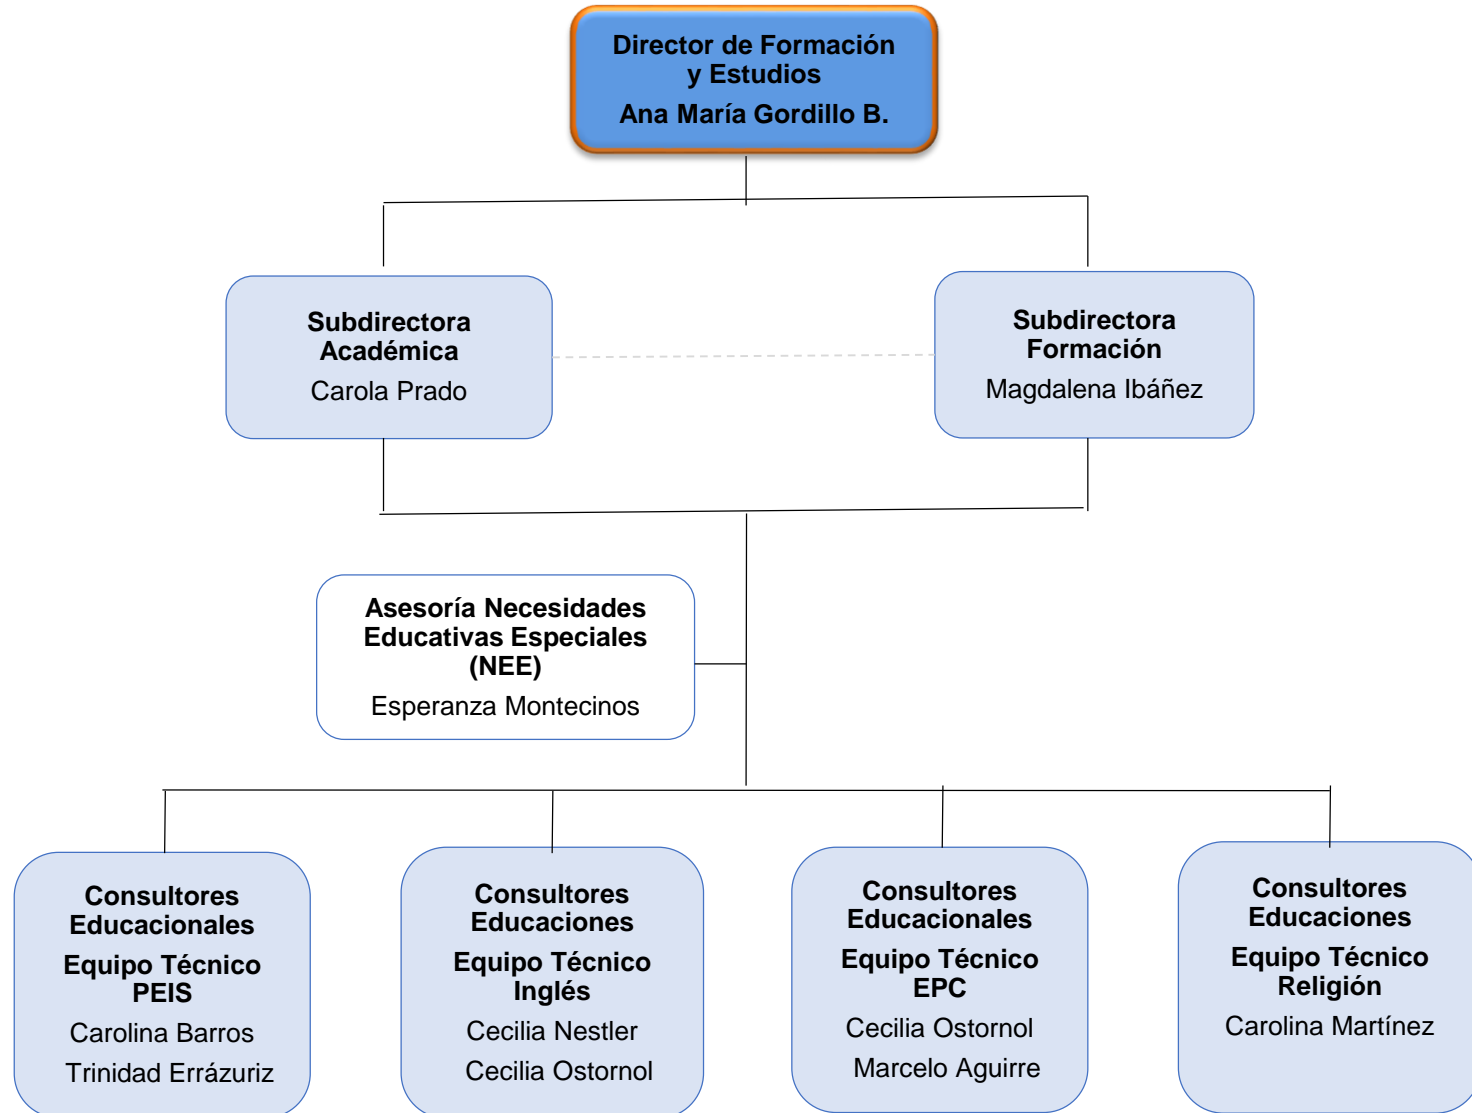 Director de Formación
y Estudios
Ana María Gordillo B.
Subdirectora
Académica
Carola Prado
Subdirectora
Formación
Magdalena Ibáñez
Asesoría Necesidades
Educativas Especiales
(NEE)
Esperanza Montecinos
Consultores
Educacionales
Equipo Técnico
PEIS
Carolina Barros
Trinidad Errázuriz
Consultores
Educaciones
Equipo Técnico
Inglés
Cecilia Nestler
Cecilia Ostornol
Consultores
Educacionales
Equipo Técnico
EPC
Cecilia Ostornol
Marcelo Aguirre
Consultores
Educaciones
Equipo Técnico
Religión
Carolina Martínez